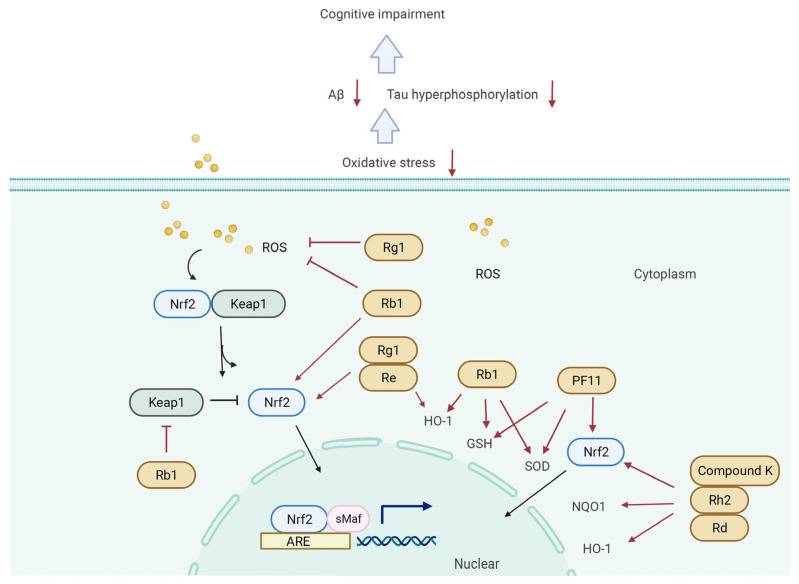 Cognitive impairment
Aβ
Tau hyperphosphorylation
Oxidative stress
ROS
Rg1
ROS
Cytoplasm
Nrf2
Keap1
Rb1
Rg1
Re
Rb1
PF11
Keap1
Nrf2
HO-1
GSH
Nrf2
SOD
Rb1
Compound K
Rh2
Rd
NQO1
HO-1
Nrf2
sMaf
ARE
Nuclear